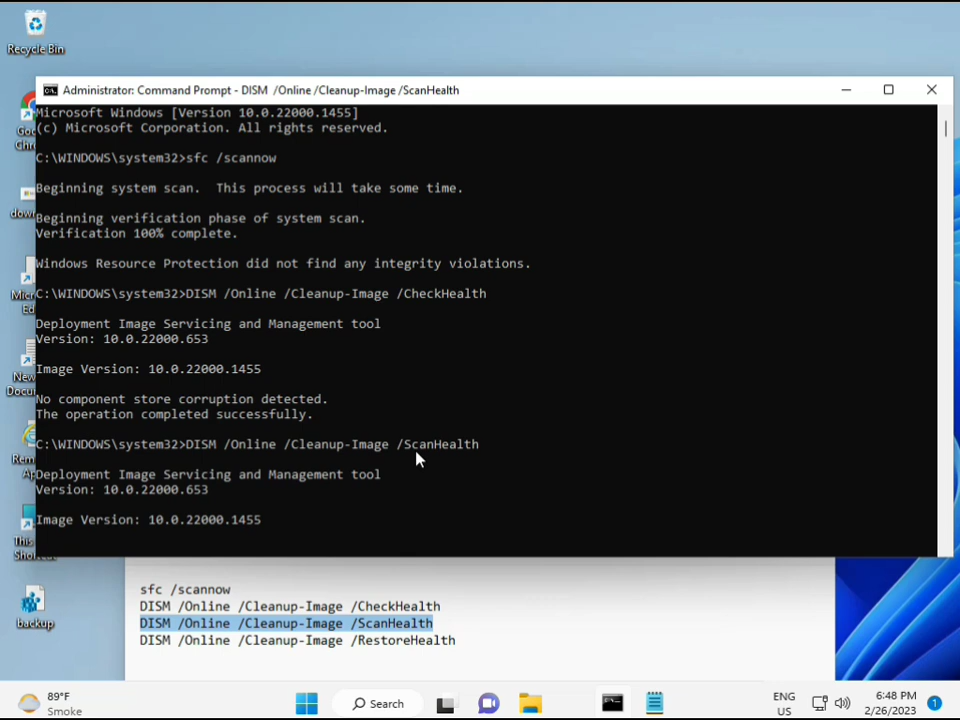 Recycle Bin
Administrator: Command Prompt - DISM /Online /Cleanup-Image /ScanHealth
Microsoft Windows [Version 10.0.22000.1455]
(c) Microsoft Corporation. All rights reserved.
C:\WINDOWS\system32>sfc /scannow
Beginning system scan.  This process will take some time.
Beginning verification phase of system scan.
Verification 100% complete.
Windows Resource Protection did not find any integrity violations.
C:\WINDOWS\system32>DISM /Online /Cleanup-Image /CheckHealth
Deployment Image Servicing and Management tool
Version: 10.0.22000.653
Image Version: 10.0.22000.1455
No component store corruption detected.
The operation completed successfully.
C:\WINDOWS\system32>DISM /Online /Cleanup-Image /ScanHealth
Deployment Image Servicing and Management tool
Version: 10.0.22000.653
Image Version: 10.0.22000.1455
sfc /scannow
DISM /Online /Cleanup-Image /CheckHealth
DISM /Online /Cleanup-Image /ScanHealth
DISM /Online /Cleanup-Image /RestoreHealth
backup
89°F
Smoke
Search
ENG
US
6:48 PM
2/26/2023
1